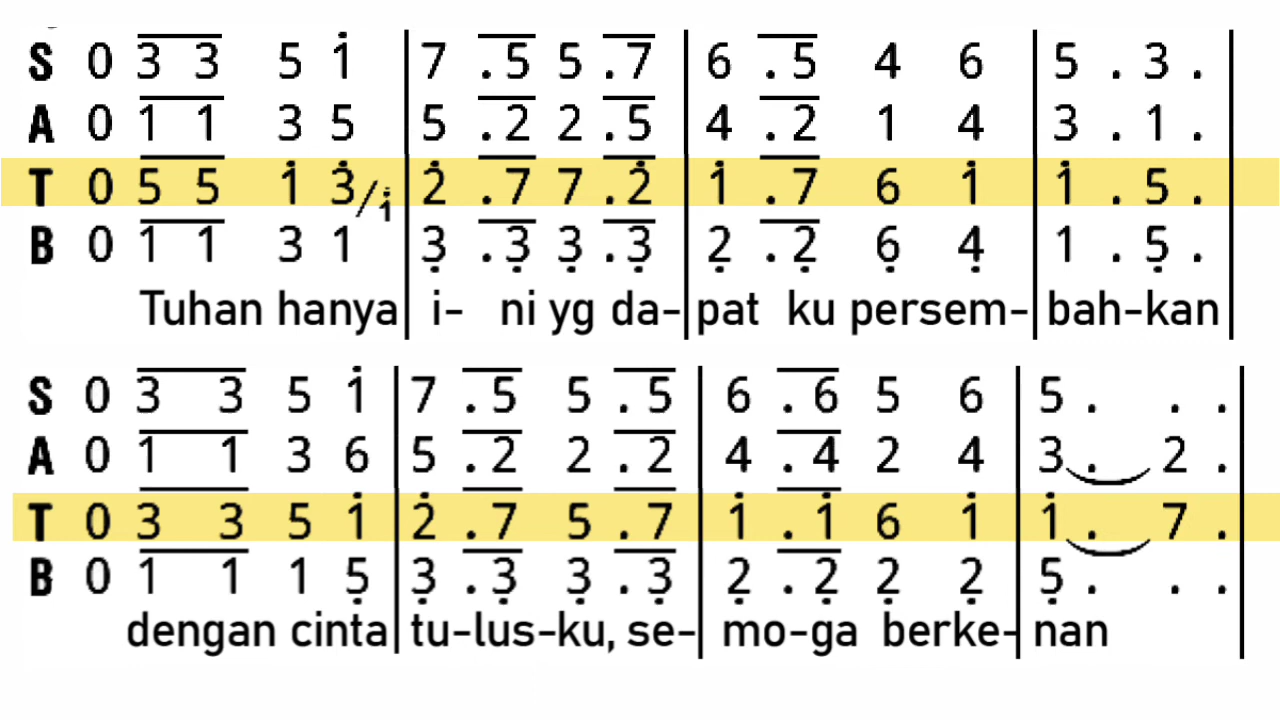 S 0 3 3 5 1̇ | 7 . 5 5 . 7 | 6 . 5 4 6 | 5 . 3 . |
A 0 1 1 3 5 | 5 . 2 2 . 5 | 4 . 2 1 4 | 3 . 1 . |
T 0 5 5 1̇ 3̇/1̇ | 2̇ . 7 7 . 2̇ | 1̇ . 7 6 1̇ | 1̇ . 5 . |
B 0 1 1 3 1 | 3̣ . 3̣ 3̣ . 3̣ | 2̣ . 2̣ 6̣ 4̣ | 1 . 5̣ . |
Tuhan hanya | i- ni yg da- | pat ku persem- | bah-kan |
S 0 3 3 5 1̇ | 7 . 5 5 . 5 | 6 . 6 5 6 | 5 . . . |
A 0 1 1 3 6 | 5 . 2 2 . 2 | 4 . 4 2 4 | 3 . 2 . |
T 0 3 3 5 1̇ | 2̇ . 7 5 . 7 | 1̇ . 1̇ 6 1̇ | 1̇ . 7 . |
B 0 1 1 1 5̣ | 3̣ . 3̣ 3̣ . 3̣ | 2̣ . 2̣ 2̣ 2̣ | 5̣ . . . |
dengan cinta | tu-lus-ku, se- | mo-ga berke- | nan